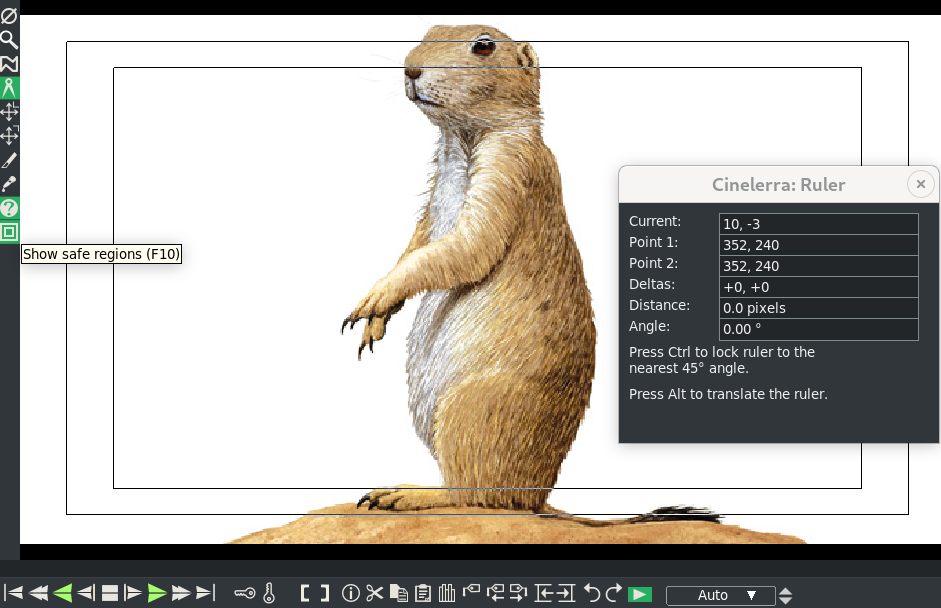 Cinelerra: Ruler
Current: 10, -3
Point 1: 352, 240
Point 2: 352, 240
Deltas: +0, +0
Distance: 0.0 pixels
Angle: 0.00 °
Press Ctrl to lock ruler to the
nearest 45° angle.
Press Alt to translate the ruler.
Show safe regions (F10)
Auto